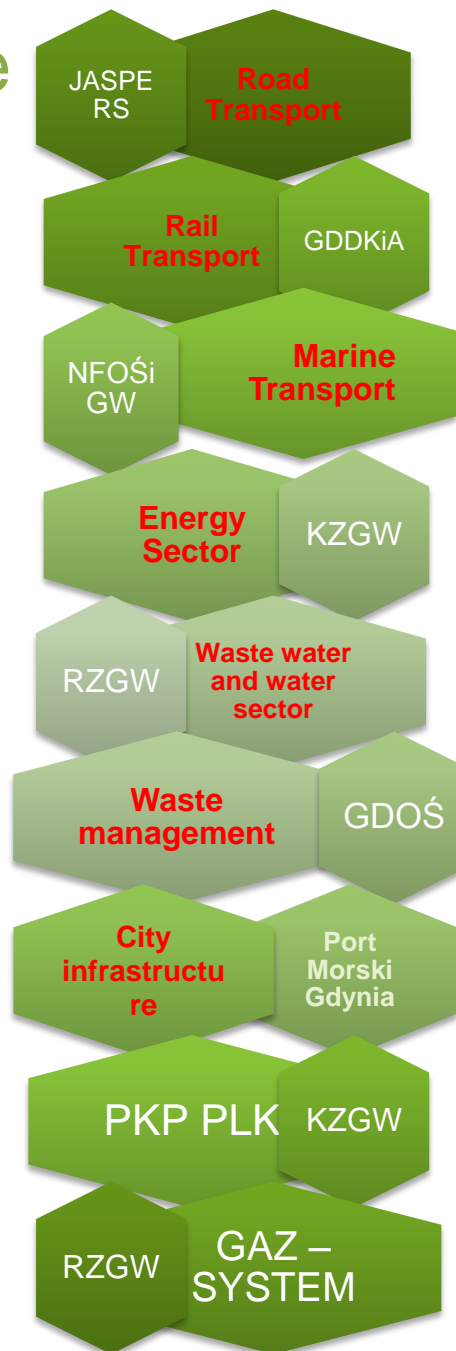 e
JASPE
RS
Road
Transport
Rail
Transport
GDDKiA
NFOŚi
GW
Marine
Transport
Energy
Sector
KZGW
RZGW
Waste water
and water
sector
Waste
management
GDOŚ
City
infrastructu
re
Port
Morski
Gdynia
PKP PLK
KZGW
RZGW
GAZ –
SYSTEM